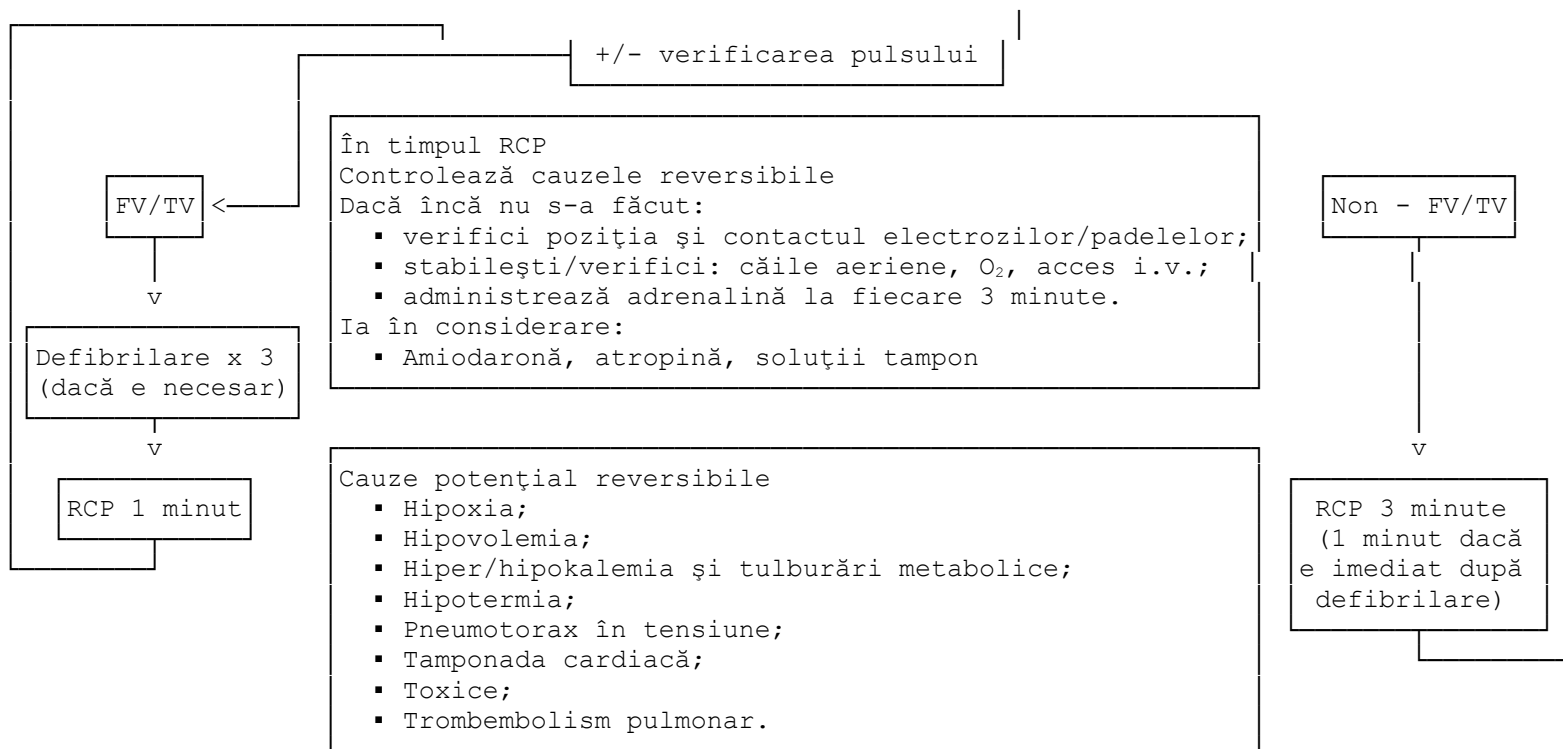 +/- verificarea pulsului
În timpul RCP
Controlează cauzele reversibile
Dacă încă nu s-a făcut:
▪ verifici poziţia şi contactul electrozilor/padelelor;
▪ stabileşti/verifici: căile aeriene, O₂, acces i.v.;
▪ administrează adrenalină la fiecare 3 minute.
Ia în considerare:
▪ Amiodaronă, atropină, soluţii tampon
FV/TV <
v
Defibrilare x 3
(dacă e necesar)
v
RCP 1 minut
Non - FV/TV
v
RCP 3 minute
(1 minut dacă
e imediat după
defibrilare)
Cauze potenţial reversibile
▪ Hipoxia;
▪ Hipovolemia;
▪ Hiper/hipokalemia şi tulburări metabolice;
▪ Hipotermia;
▪ Pneumotorax în tensiune;
▪ Tamponada cardiacă;
▪ Toxice;
▪ Trombembolism pulmonar.